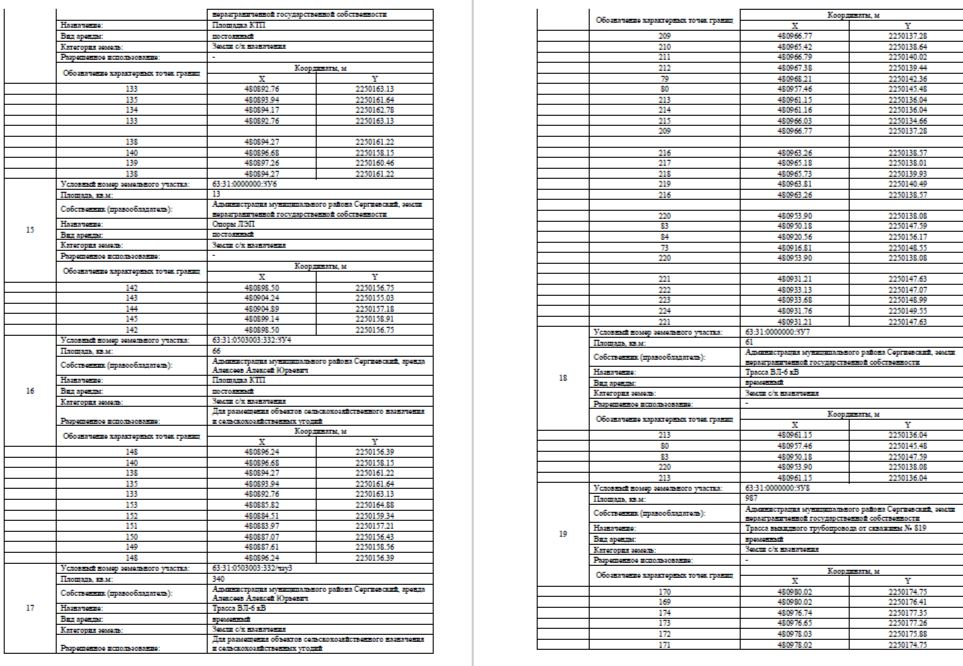 неразграниченной государственной собственности
Назначение: Площадка КТП
Вид аренды: постоянный
Категория земель: Земли с/х назначения
Разрешенное использование: -
Обозначение характерных точек границ Координаты, м
X Y
133 480892.76 2250163.13
135 480893.94 2250161.64
134 480894.17 2250162.78
133 480892.76 2250163.13
138 480894.27 2250161.22
140 480896.68 2250158.15
139 480897.26 2250160.46
138 480894.27 2250161.22
15
Условный номер земельного участка: 63:31:0000000:ЗУ6
Площадь, кв.м: 13
Собственник (правообладатель): Администрация муниципального района Сергиевский, земли
неразграниченной государственной собственности
Назначение: Опоры ЛЭП
Вид аренды: постоянный
Категория земель: Земли с/х назначения
Разрешенное использование: -
Обозначение характерных точек границ Координаты, м
X Y
142 480898.50 2250156.75
143 480904.24 2250155.03
144 480904.89 2250157.18
145 480899.14 2250158.91
142 480898.50 2250156.75
16
Условный номер земельного участка: 63:31:0503003:332:ЗУ4
Площадь, кв.м: 66
Собственник (правообладатель): Администрация муниципального района Сергиевский, аренда
Алексеев Алексей Юрьевич
Назначение: Площадка КТП
Вид аренды: постоянный
Категория земель: Земли с/х назначения
Разрешенное использование: Для размещения объектов сельскохозяйственного назначения
и сельскохозяйственных угодий
Обозначение характерных точек границ Координаты, м
X Y
148 480896.24 2250156.39
140 480896.68 2250158.15
138 480894.27 2250161.22
135 480893.94 2250161.64
133 480892.76 2250163.13
153 480885.82 2250164.88
152 480884.51 2250159.34
151 480883.97 2250157.21
150 480887.07 2250156.43
149 480887.61 2250158.56
148 480896.24 2250156.39
17
Условный номер земельного участка: 63:31:0503003:332/чзу3
Площадь, кв.м: 340
Собственник (правообладатель): Администрация муниципального района Сергиевский, аренда
Алексеев Алексей Юрьевич
Назначение: Трасса ВЛ-6 кВ
Вид аренды: временный
Категория земель: Земли с/х назначения
Разрешенное использование: Для размещения объектов сельскохозяйственного назначения
и сельскохозяйственных угодий
Обозначение характерных точек границ Координаты, м
X Y
209 480966.77 2250137.28
210 480965.42 2250138.64
211 480966.79 2250140.02
212 480967.38 2250139.44
79 480968.21 2250142.36
80 480957.46 2250145.48
213 480961.15 2250136.04
214 480961.16 2250136.04
215 480966.03 2250134.66
209 480966.77 2250137.28
216 480963.26 2250138.57
217 480965.18 2250138.01
218 480965.73 2250139.93
219 480963.81 2250140.49
216 480963.26 2250138.57
220 480953.90 2250138.08
83 480950.18 2250147.59
84 480920.56 2250156.17
73 480916.81 2250148.55
220 480953.90 2250138.08
221 480931.21 2250147.63
222 480933.13 2250147.07
223 480933.68 2250148.99
224 480931.76 2250149.55
221 480931.21 2250147.63
18
Условный номер земельного участка: 63:31:0000000:ЗУ7
Площадь, кв.м: 61
Собственник (правообладатель): Администрация муниципального района Сергиевский, земли
неразграниченной государственной собственности
Назначение: Трасса ВЛ-6 кВ
Вид аренды: временный
Категория земель: Земли с/х назначения
Разрешенное использование: -
Обозначение характерных точек границ Координаты, м
X Y
213 480961.15 2250136.04
80 480957.46 2250145.48
83 480950.18 2250147.59
220 480953.90 2250138.08
213 480961.15 2250136.04
19
Условный номер земельного участка: 63:31:0000000:ЗУ8
Площадь, кв.м: 987
Собственник (правообладатель): Администрация муниципального района Сергиевский, земли
неразграниченной государственной собственности
Назначение: Трасса выкидного трубопровода от скважины № 819
Вид аренды: временный
Категория земель: Земли с/х назначения
Разрешенное использование: -
Обозначение характерных точек границ Координаты, м
X Y
170 480980.02 2250174.75
169 480980.02 2250176.41
174 480976.74 2250177.35
173 480976.65 2250177.26
172 480978.03 2250175.88
171 480978.02 2250174.75